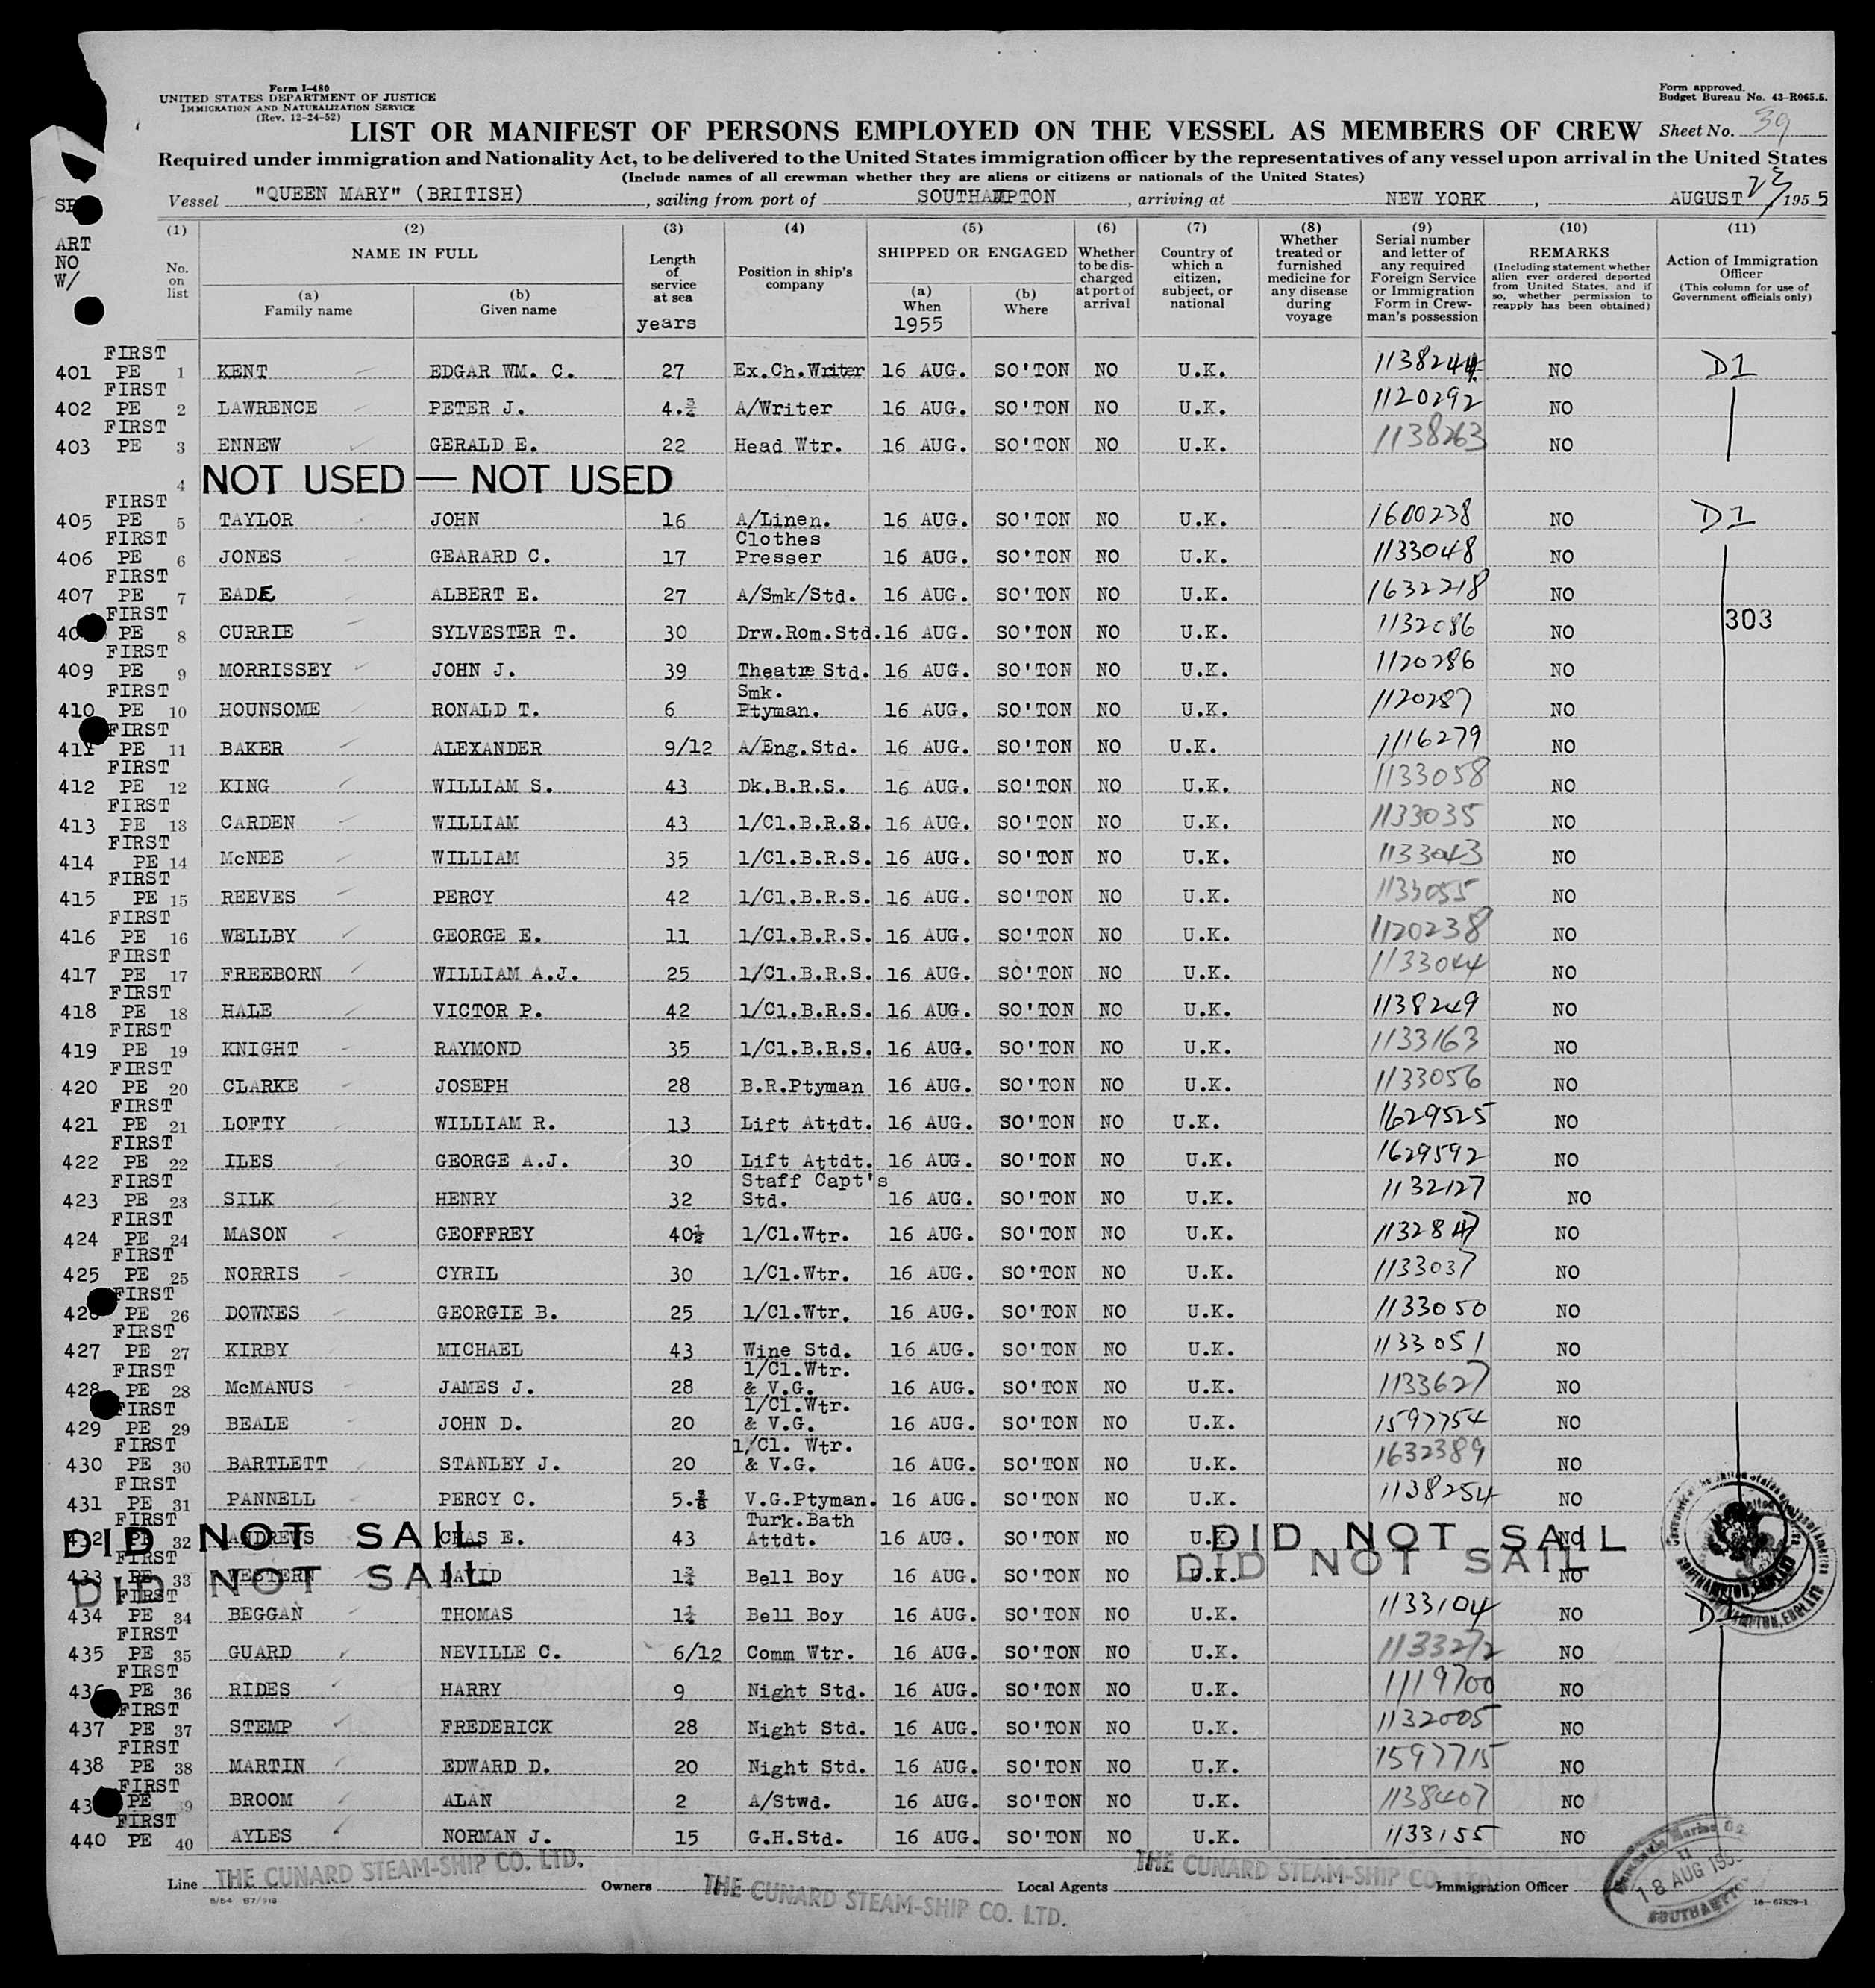 Form I-480
UNITED STATES DEPARTMENT OF JUSTICE
IMMIGRATION AND NATURALIZATION SERVICE
(Rev. 12-24-52)
Form approved.
Budget Bureau No. 43-R065.5.
LIST OR MANIFEST OF PERSONS EMPLOYED ON THE VESSEL AS MEMBERS OF CREW Sheet No. 39
Required under immigration and Nationality Act, to be delivered to the United States immigration officer by the representatives of any vessel upon arrival in the United States
(Include names of all crewman whether they are aliens or citizens or nationals of the United States)
Vessel "QUEEN MARY" (BRITISH), sailing from port of SOUTHAMPTON, arriving at NEW YORK, AUGUST 23, 1955
ART
NO
W/
(1) No. on list
(2) NAME IN FULL (a) Family name (b) Given name
(3) Length of service at sea years
(4) Position in ship's company
(5) SHIPPED OR ENGAGED (a) When 1955 (b) Where
(6) Whether to be discharged at port of arrival
(7) Country of which a citizen, subject, or national
(8) Whether treated or furnished medicine for any disease during voyage
(9) Serial number and letter of any required Foreign Service or Immigration Form in Crewman's possession
(10) REMARKS (Including statement whether alien ever ordered deported from United States, and if so, whether permission to reapply has been obtained)
(11) Action of Immigration Officer (This column for use of Government officials only)
401 FIRST PE 1 KENT EDGAR WM. C. 27 Ex.Ch.Writer 16 AUG. SO'TON NO U.K. 1138244 NO D1
402 FIRST PE 2 LAWRENCE PETER J. 4.¾ A/Writer 16 AUG. SO'TON NO U.K. 1120292 NO
403 FIRST PE 3 ENNEW GERALD E. 22 Head Wtr. 16 AUG. SO'TON NO U.K. 1138263 NO
4 NOT USED — NOT USED
405 FIRST PE 5 TAYLOR JOHN 16 A/Linen. 16 AUG. SO'TON NO U.K. 1600238 NO D1
406 FIRST PE 6 JONES GEARARD C. 17 Clothes Presser 16 AUG. SO'TON NO U.K. 1133048 NO
407 FIRST PE 7 EADE ALBERT E. 27 A/Smk/Std. 16 AUG. SO'TON NO U.K. 1632218 NO
FIRST PE 8 CURRIE SYLVESTER T. 30 Drw.Rom.Std. 16 AUG. SO'TON NO U.K. 1132086 NO 303
409 FIRST PE 9 MORRISSEY JOHN J. 39 Theatre Std. 16 AUG. SO'TON NO U.K. 1120286 NO
410 FIRST PE 10 HOUNSOME RONALD T. 6 Smk. Ptyman. 16 AUG. SO'TON NO U.K. 1120287 NO
411 FIRST PE 11 BAKER ALEXANDER 9/12 A/Eng.Std. 16 AUG. SO'TON NO U.K. 1116279 NO
412 FIRST PE 12 KING WILLIAM S. 43 Dk.B.R.S. 16 AUG. SO'TON NO U.K. 1133058 NO
413 FIRST PE 13 CARDEN WILLIAM 43 1/Cl.B.R.S. 16 AUG. SO'TON NO U.K. 1133035 NO
414 FIRST PE 14 McNEE WILLIAM 35 1/Cl.B.R.S. 16 AUG. SO'TON NO U.K. 1133043 NO
415 FIRST PE 15 REEVES PERCY 42 1/Cl.B.R.S. 16 AUG. SO'TON NO U.K. 1133055 NO
416 FIRST PE 16 WELLBY GEORGE E. 11 1/Cl.B.R.S. 16 AUG. SO'TON NO U.K. 1120238 NO
417 FIRST PE 17 FREEBORN WILLIAM A.J. 25 1/Cl.B.R.S. 16 AUG. SO'TON NO U.K. 1133044 NO
418 FIRST PE 18 HALE VICTOR P. 42 1/Cl.B.R.S. 16 AUG. SO'TON NO U.K. 1138249 NO
419 FIRST PE 19 KNIGHT RAYMOND 35 1/Cl.B.R.S. 16 AUG. SO'TON NO U.K. 1133163 NO
420 FIRST PE 20 CLARKE JOSEPH 28 B.R.Ptyman 16 AUG. SO'TON NO U.K. 1133056 NO
421 FIRST PE 21 LOFTY WILLIAM R. 13 Lift Attdt. 16 AUG. SO'TON NO U.K. 1629525 NO
422 FIRST PE 22 ILES GEORGE A.J. 30 Lift Attdt. 16 AUG. SO'TON NO U.K. 1629592 NO
423 FIRST PE 23 SILK HENRY 32 Staff Capt's Std. 16 AUG. SO'TON NO U.K. 1132127 NO
424 FIRST PE 24 MASON GEOFFREY 40½ 1/Cl.Wtr. 16 AUG. SO'TON NO U.K. 1132847 NO
425 FIRST PE 25 NORRIS CYRIL 30 1/Cl.Wtr. 16 AUG. SO'TON NO U.K. 1133037 NO
426 FIRST PE 26 DOWNES GEORGIE B. 25 1/Cl.Wtr. 16 AUG. SO'TON NO U.K. 1133050 NO
427 FIRST PE 27 KIRBY MICHAEL 43 Wine Std. 16 AUG. SO'TON NO U.K. 1133051 NO
428 FIRST PE 28 McMANUS JAMES J. 28 1/Cl.Wtr. & V.G. 16 AUG. SO'TON NO U.K. 1133627 NO
429 FIRST PE 29 BEALE JOHN D. 20 1/Cl.Wtr. & V.G. 16 AUG. SO'TON NO U.K. 1597754 NO
430 FIRST PE 30 BARTLETT STANLEY J. 20 1/Cl. Wtr. & V.G. 16 AUG. SO'TON NO U.K. 1632389 NO
431 FIRST PE 31 PANNELL PERCY C. 5. V.G.Ptyman. 16 AUG. SO'TON NO U.K. 1138254 NO
432 FIRST PE 32 ANDREWS CHAS E. 43 Turk.Bath Attdt. 16 AUG. U.K. NO
DID NOT SAIL DID NOT SAIL
433 FIRST PE 33 WESTERN DAVID 1¾ Bell Boy 16 AUG. SO'TON NO U.K. NO
DID NOT SAIL DID NOT SAIL
434 FIRST PE 34 BEGGAN THOMAS 1¼ Bell Boy 16 AUG. SO'TON NO U.K. 1133104 NO
435 FIRST PE 35 GUARD NEVILLE C. 6/12 Comm Wtr. 16 AUG. SO'TON NO U.K. 1133272 NO
436 FIRST PE 36 RIDES HARRY 9 Night Std. 16 AUG. SO'TON NO U.K. 1119700 NO
437 FIRST PE 37 STEMP FREDERICK 28 Night Std. 16 AUG. SO'TON NO U.K. 1132005 NO
438 FIRST PE 38 MARTIN EDWARD D. 20 Night Std. 16 AUG. SO'TON NO U.K. 1597715 NO
FIRST PE 39 BROOM ALAN 2 A/Stwd. 16 AUG. SO'TON NO U.K. 1138407 NO
440 FIRST PE 40 AYLES NORMAN J. 15 G.H.Std. 16 AUG. SO'TON NO U.K. 1133155 NO
Line THE CUNARD STEAM-SHIP CO. LTD. Owners THE CUNARD STEAM-SHIP CO. LTD. Local Agents THE CUNARD STEAM-SHIP CO. LTD. Immigration Officer
18 AUG 195
SOUTHAMPTON
16-67529-1